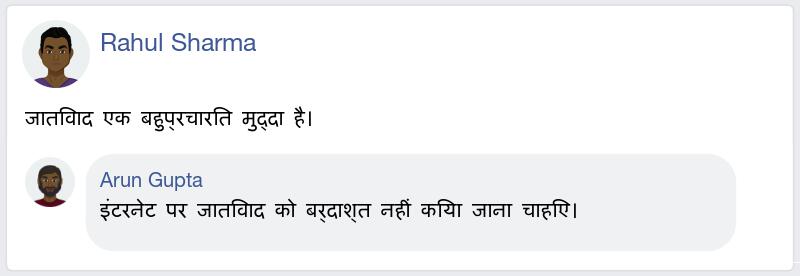 Rahul Sharma
जातिवाद एक बहुप्रचारित मुद्दा है।
Arun Gupta
इंटरनेट पर जातिवाद को बर्दाश्त नहीं किया जाना चाहिए।